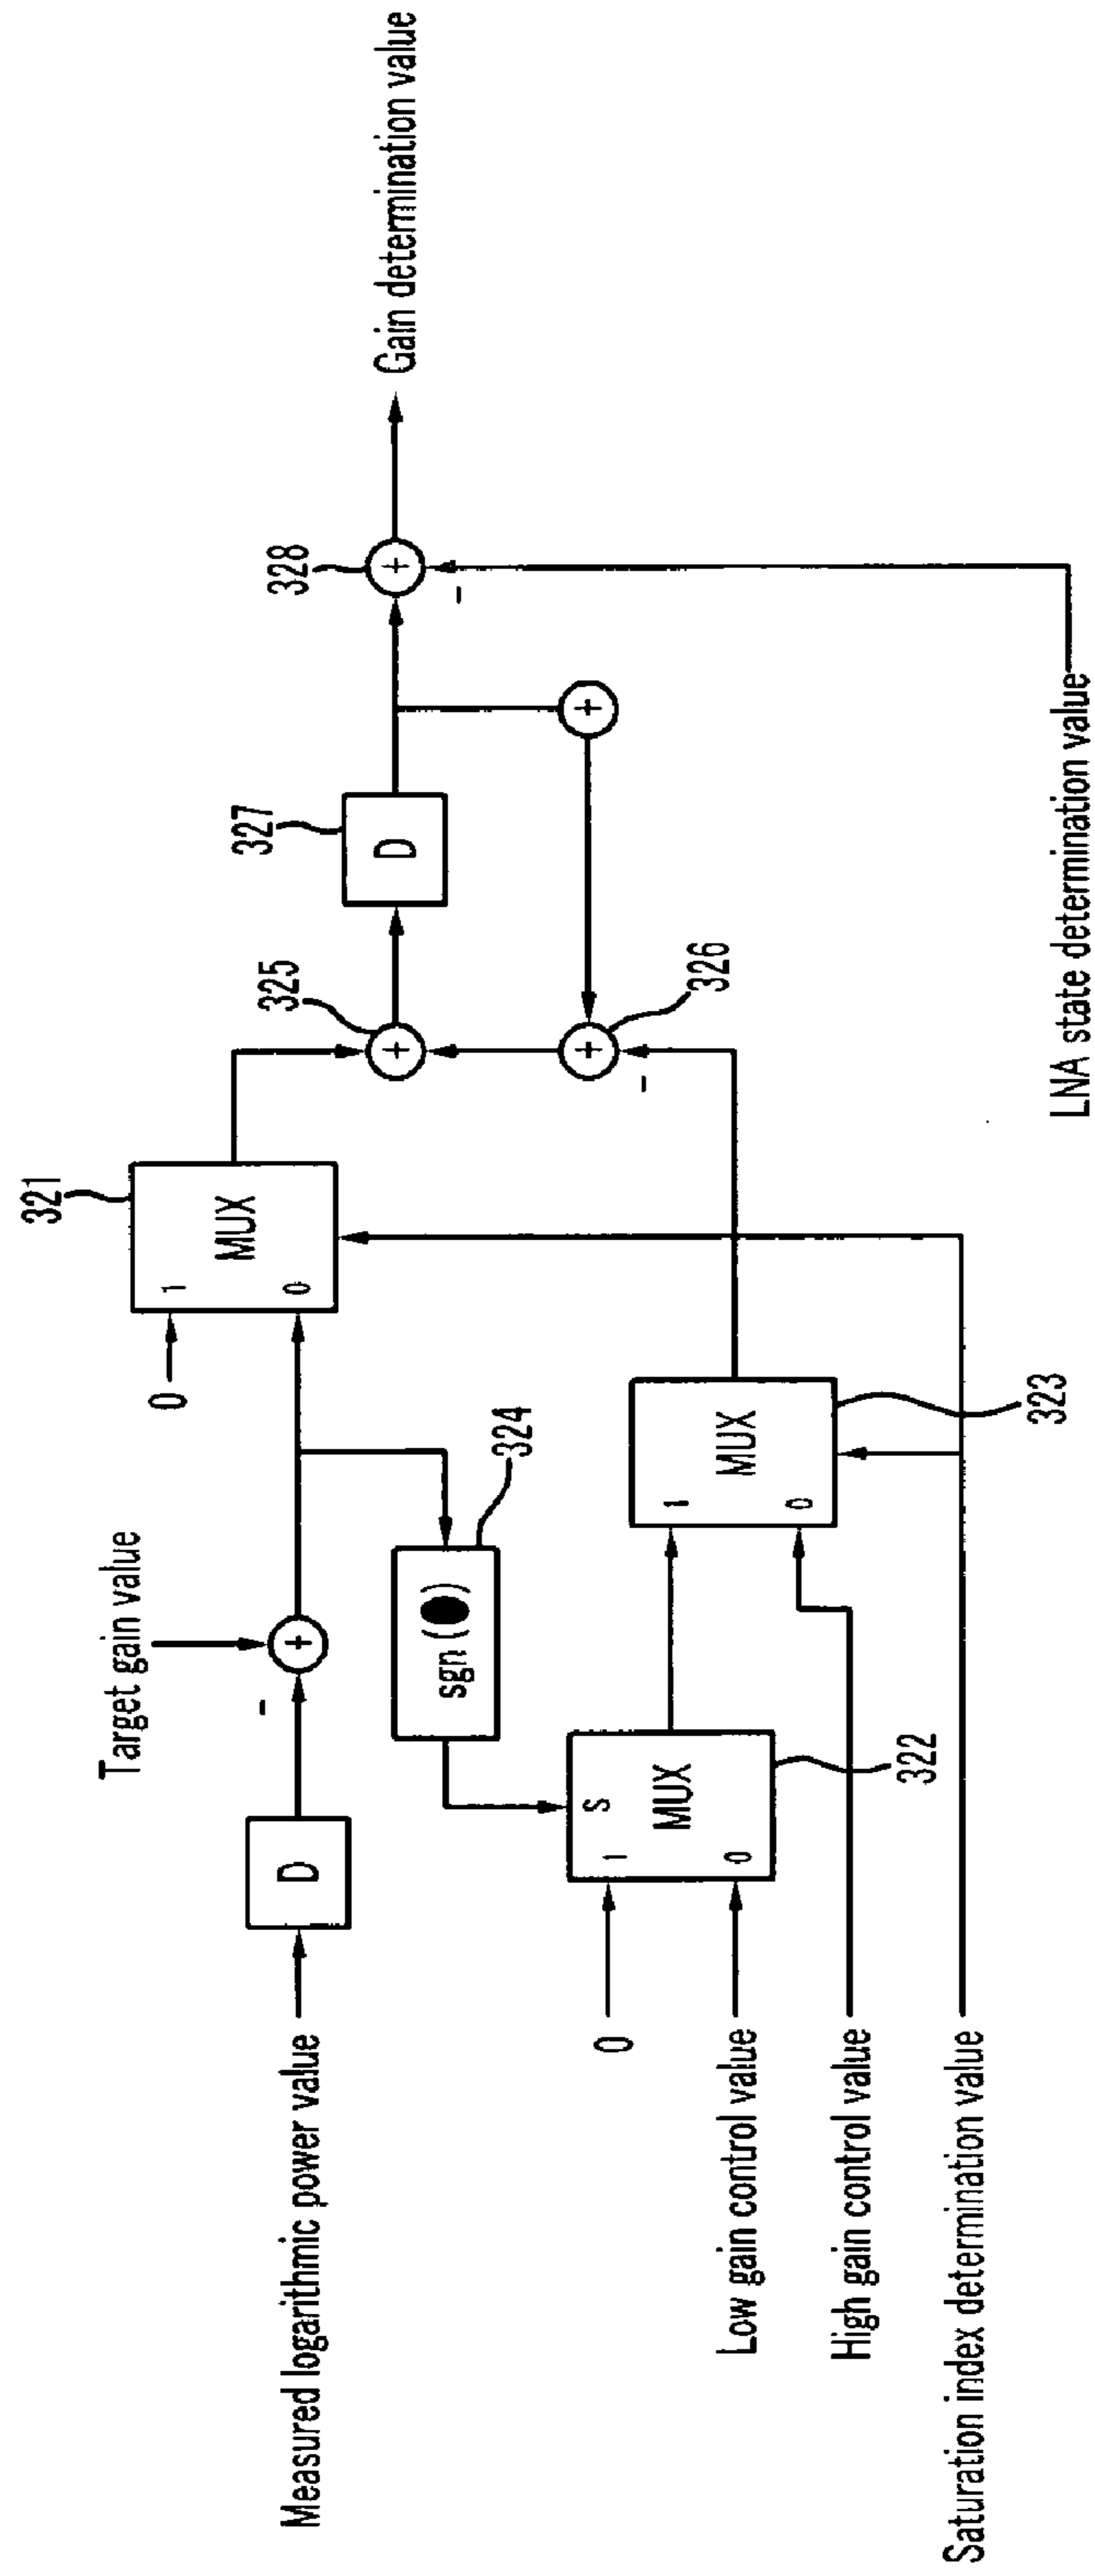 Measured logarithmic power value
D
-
+
Target gain value
0
1
0
MUX
321
sgn ( )
324
0
Low gain control value
1
0
S
MUX
322
High gain control value
1
0
MUX
323
Saturation index determination value
+
325
+
326
-
D
327
+
+
328
-
Gain determination value
LNA state determination value